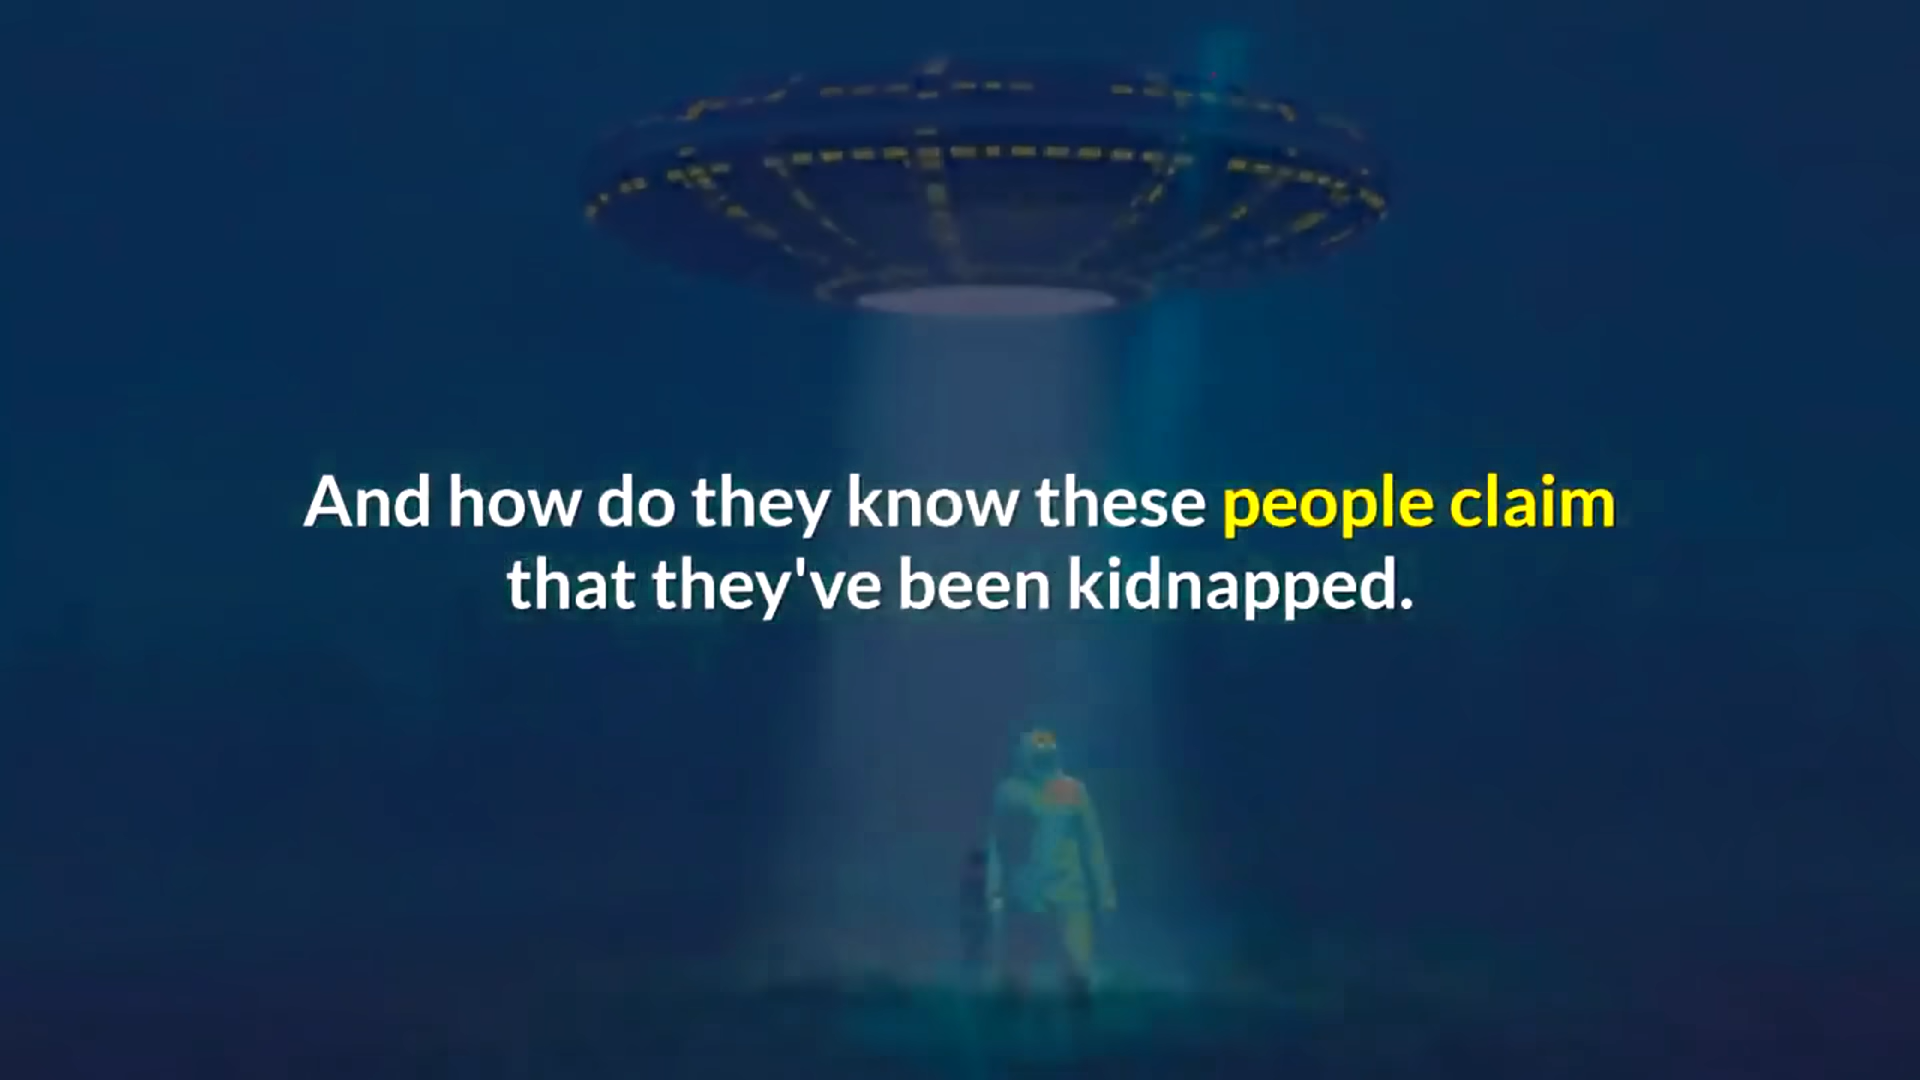 And how do they know these people claim
that they've been kidnapped.